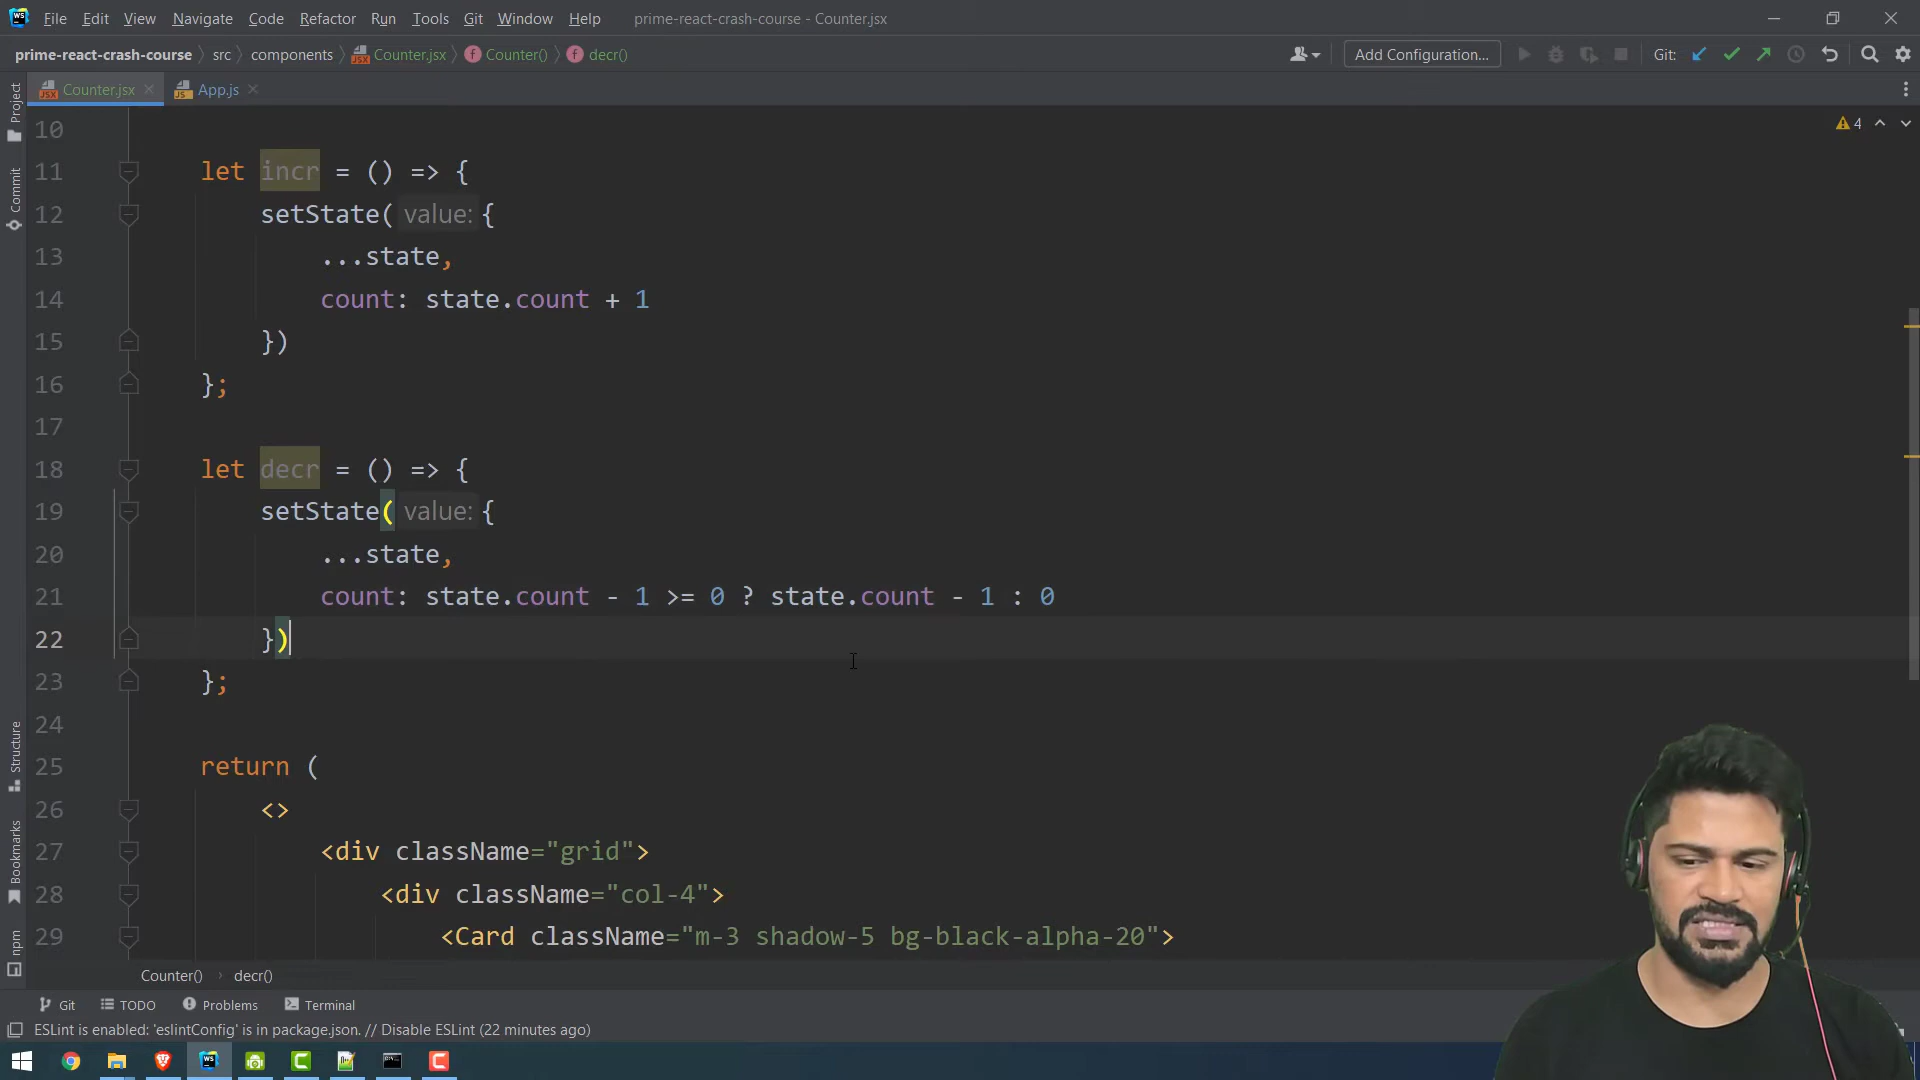 File Edit View Navigate Code Refactor Run Tools Git Window Help prime-react-crash-course - Counter.jsx
prime-react-crash-course src components Counter.jsx Counter() decr() Add Configuration... Git:
Counter.jsx App.js
Project
Commit
Structure
Bookmarks
npm
4
10
11 let incr = () => {
12 setState( value: {
13 ...state,
14 count: state.count + 1
15 })
16 };
17
18 let decr = () => {
19 setState( value: {
20 ...state,
21 count: state.count - 1 >= 0 ? state.count - 1 : 0
22 })
23 };
24
25 return (
26 <>
27 <div className="grid">
28 <div className="col-4">
29 <Card className="m-3 shadow-5 bg-black-alpha-20">
Counter() decr()
Git TODO Problems Terminal
ESLint is enabled: 'eslintConfig' is in package.json. // Disable ESLint (22 minutes ago)